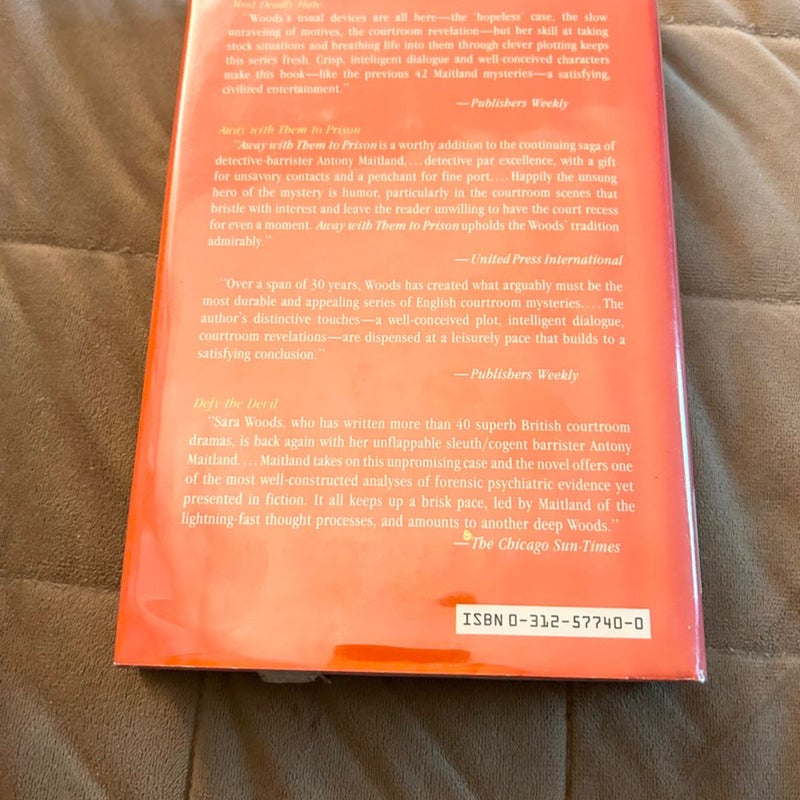 Most Deadly Hate
"Woods's usual devices are all here—the 'hopeless' case, the slow
unraveling of motives, the courtroom revelation—but her skill at taking
stock situations and breathing life into them through clever plotting keeps
this series fresh. Crisp, intelligent dialogue and well-conceived characters
make this book—like the previous 42 Maitland mysteries—a satisfying,
civilized entertainment."
—Publishers Weekly
Away with Them to Prison
"Away with Them to Prison is a worthy addition to the continuing saga of
detective-barrister Antony Maitland,... detective par excellence, with a gift
for unsavory contacts and a penchant for fine port.... Happily the unsung
hero of the mystery is humor, particularly in the courtroom scenes that
bristle with interest and leave the reader unwilling to have the court recess
for even a moment. Away with Them to Prison upholds the Woods' tradition
admirably."
—United Press International
"Over a span of 30 years, Woods has created what arguably must be the
most durable and appealing series of English courtroom mysteries.... The
author's distinctive touches—a well-conceived plot, intelligent dialogue,
courtroom revelations—are dispensed at a leisurely pace that builds to a
satisfying conclusion."
—Publishers Weekly
Defy the Devil
"Sara Woods, who has written more than 40 superb British courtroom
dramas, is back again with her unflappable sleuth/cogent barrister Antony
Maitland.... Maitland takes on this unpromising case and the novel offers one
of the most well-constructed analyses of forensic psychiatric evidence yet
presented in fiction. It all keeps up a brisk pace, led by Maitland of the
lightning-fast thought processes, and amounts to another deep Woods."
—The Chicago Sun-Times
ISBN 0-312-57740-0